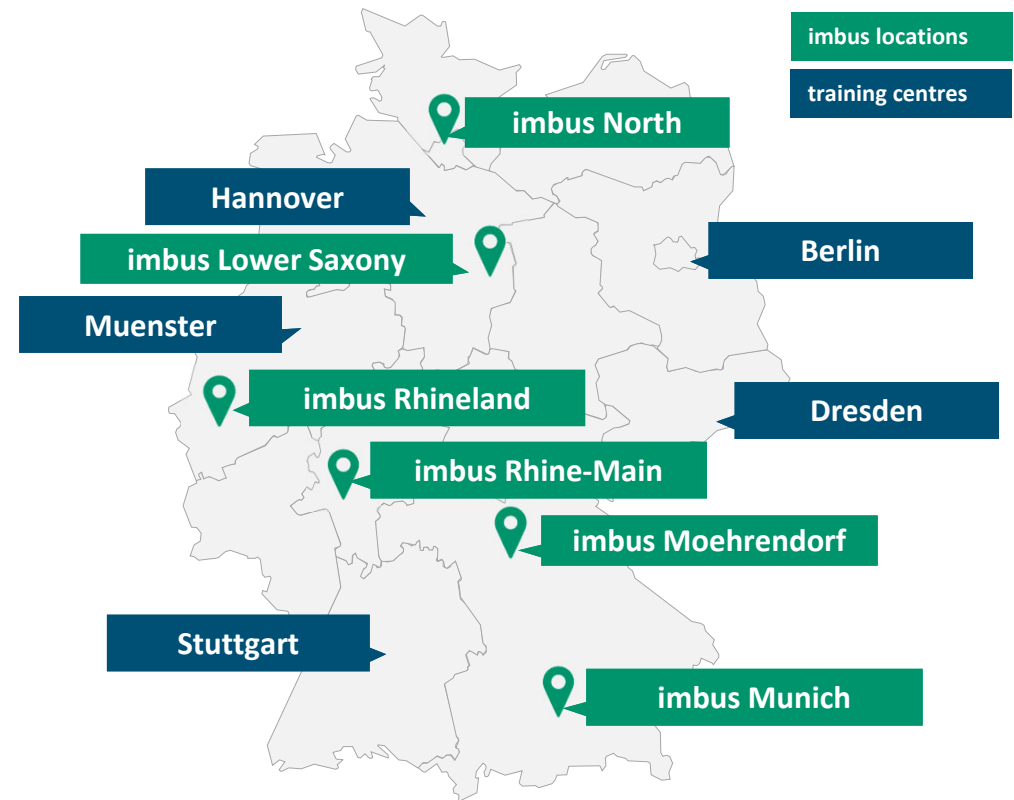 imbus locations
training centres
imbus North
Hannover
Berlin
imbus Lower Saxony
Muenster
imbus Rhineland
Dresden
imbus Rhine-Main
imbus Moehrendorf
Stuttgart
imbus Munich